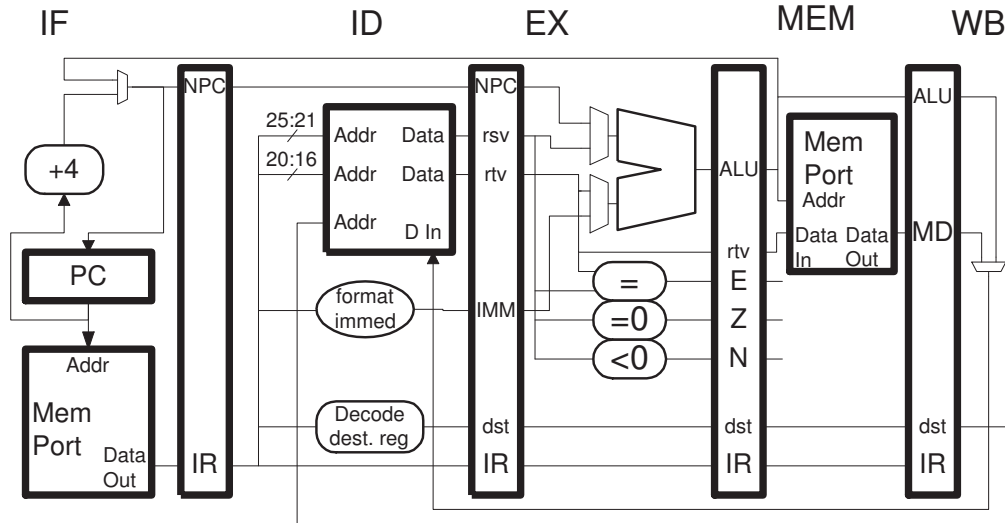 IF ID EX MEM WB
NPC
NPC
ALU
+4
PC
Addr
Mem
Port
Data
Out
IR
25:21
20:16
Addr Data
Addr Data
Addr
D In
format
immed
Decode
dest. reg
rsv
rtv
IMM
dst
IR
=
=0
<0
ALU
rtv
E
Z
N
dst
IR
Mem
Port
Addr
Data
In
Data
Out
MD
dst
IR